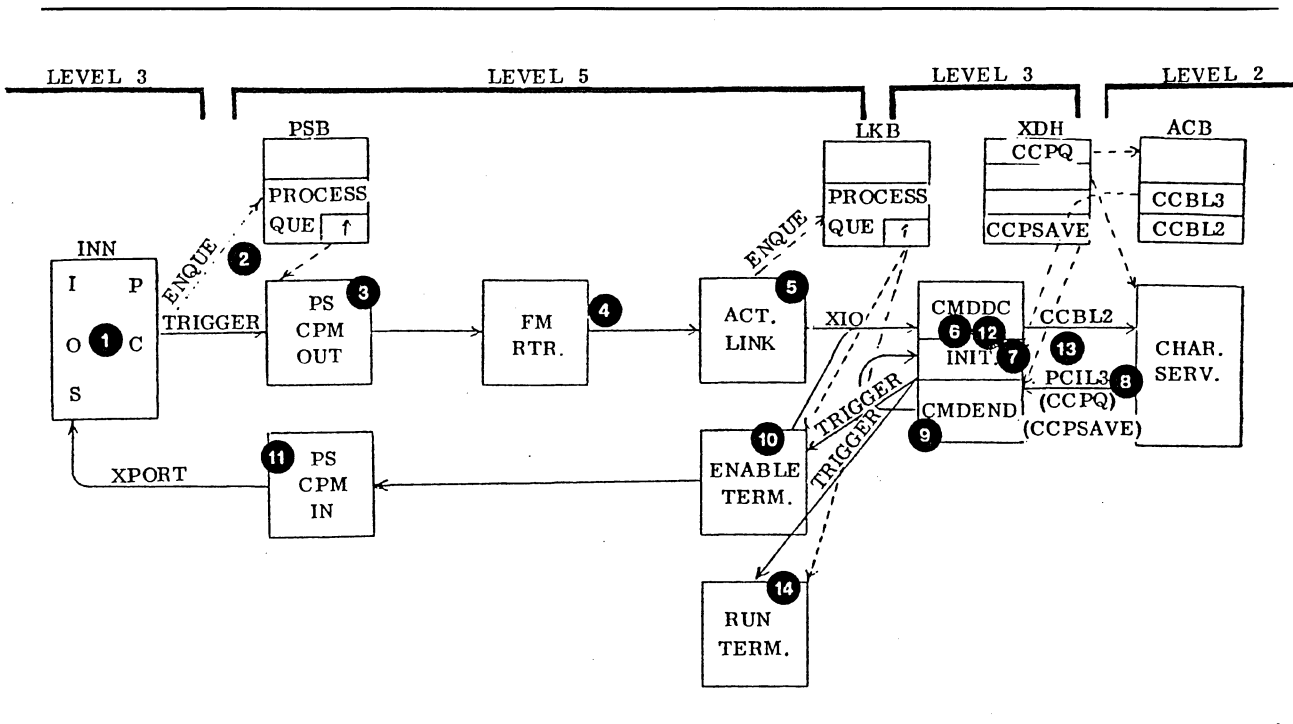 LEVEL 3
LEVEL 5
LEVEL 3
LEVEL 2
PSB
PROCESS
QUE
LKB
PROCESS
QUE
XDH
CCPQ
CCPSAVE
ACB
CCBL3
CCBL2
INN
I P
O 1 C
S
ENQUE
2
TRIGGER
3
PS
CPM
OUT
FM
RTR.
4
ENQUE
5
ACT.
LINK
XIO
CMDDC
6 12
INIT. 7
CMDEND
9
CCBL2
13
PCIL3 8
(CCPQ)
(CCPSAVE)
CHAR.
SERV.
TRIGGER
TRIGGER
10
ENABLE
TERM.
11
PS
CPM
IN
XPORT
14
RUN
TERM.